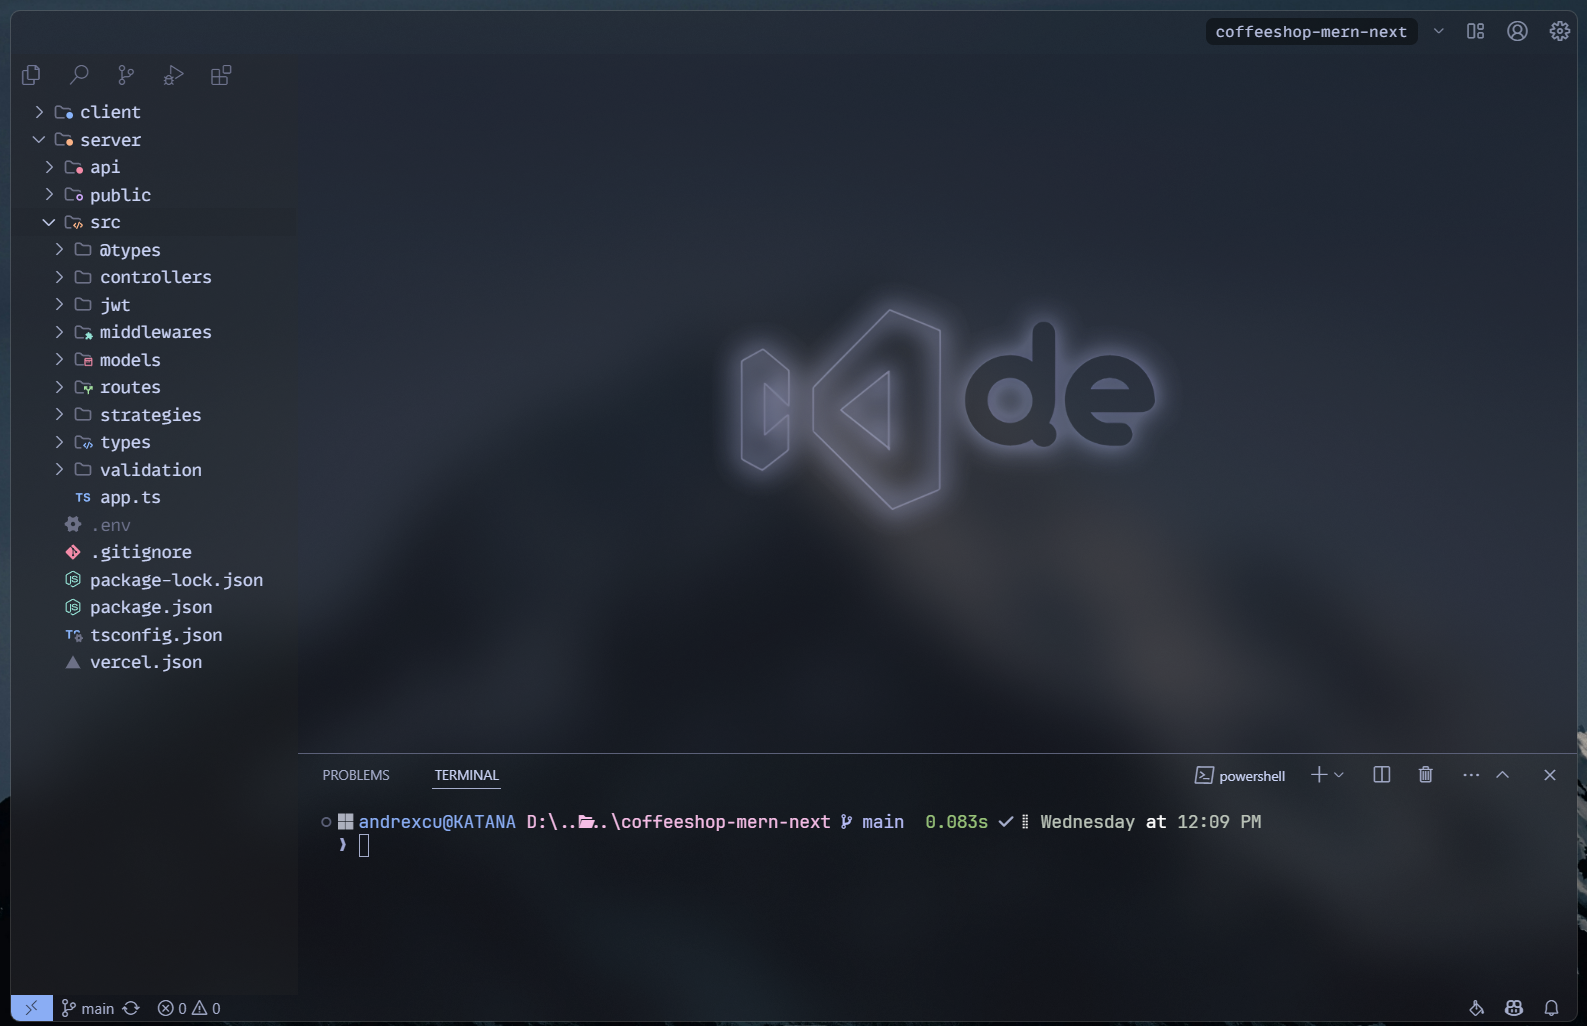 coffeeshop-mern-next
client
server
api
public
src
@types
controllers
jwt
middlewares
models
routes
strategies
types
validation
TS app.ts
.env
.gitignore
package-lock.json
package.json
tsconfig.json
vercel.json
de
PROBLEMS TERMINAL
powershell
andrexcu@KATANA D:\....\coffeeshop-mern-next main 0.083s Wednesday at 12:09 PM
main 0 0